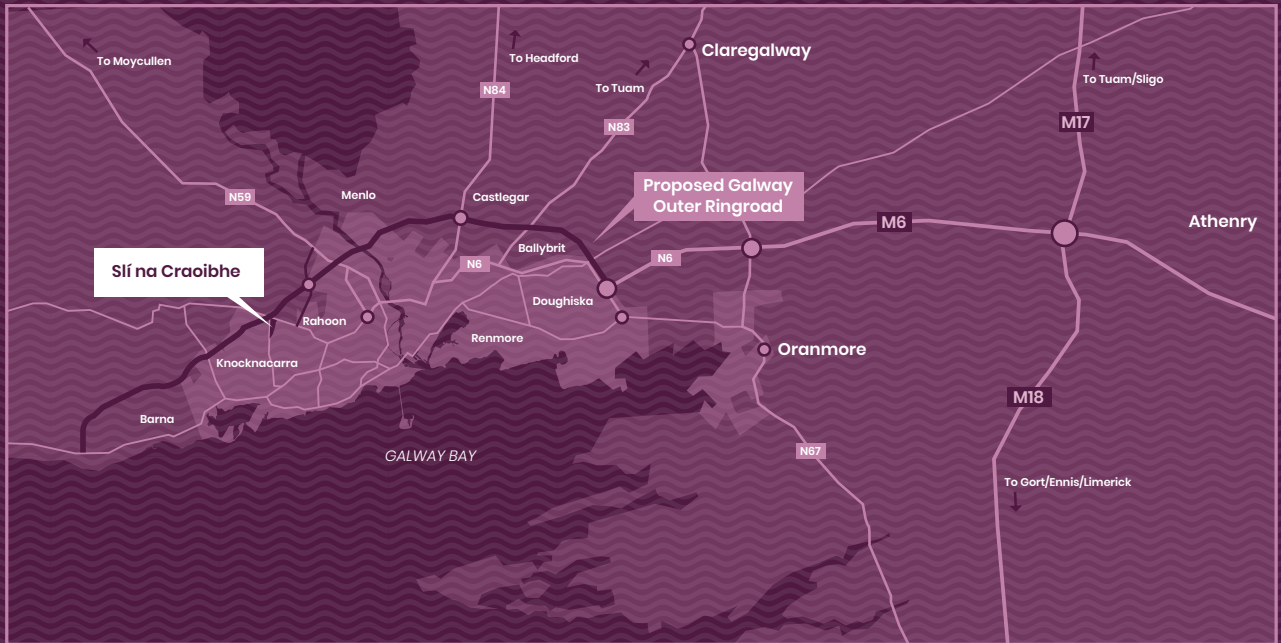 Claregalway
To Headford
To Moycullen
To Tuam/Sligo
To Tuam
N84
M17
N83
Proposed Galway
Outer Ringroad
Menlo
N59
Castlegar
M6
Athenry
Ballybrit
N6
N6
Slí na Craoibhe
Doughiska
Rahoon
Renmore
Oranmore
Knocknacarra
M18
Barna
N67
GALWAY BAY
To Gort/Ennis/Limerick